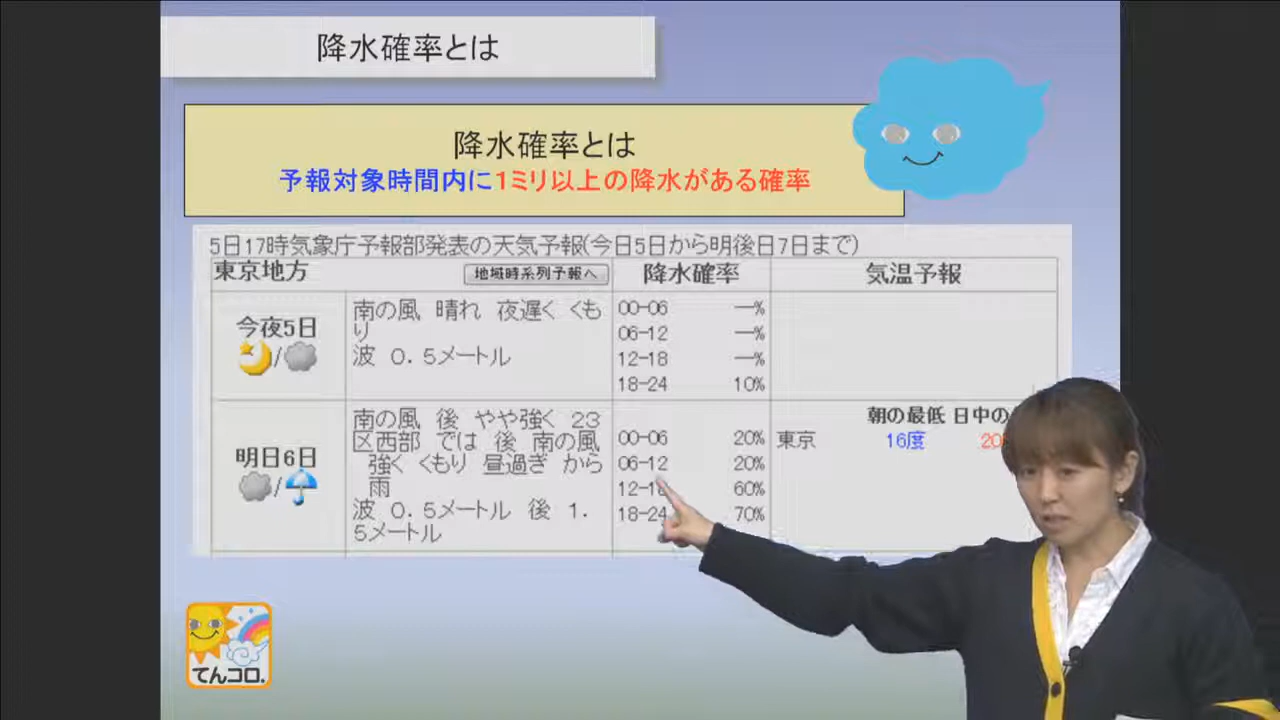 降水確率とは
降水確率とは
予報対象時間内に1ミリ以上の降水がある確率
5日17時気象庁予報部発表の天気予報(今日5日から明後日7日まで)
東京地方 地域時系列予報へ 降水確率 気温予報
今夜5日
南の風 晴れ 夜遅く くも
り
波 0.5メートル
00-06 --%
06-12 --%
12-18 --%
18-24 10%
明日6日
南の風 後 やや強く 23
区西部 では 後 南の風
強く くもり 昼過ぎ から
雨
波 0.5メートル 後 1.
5メートル
00-06 20%
06-12 20%
12-18 60%
18-24 70%
朝の最低 日中の
東京 16度 20
てんコロ.